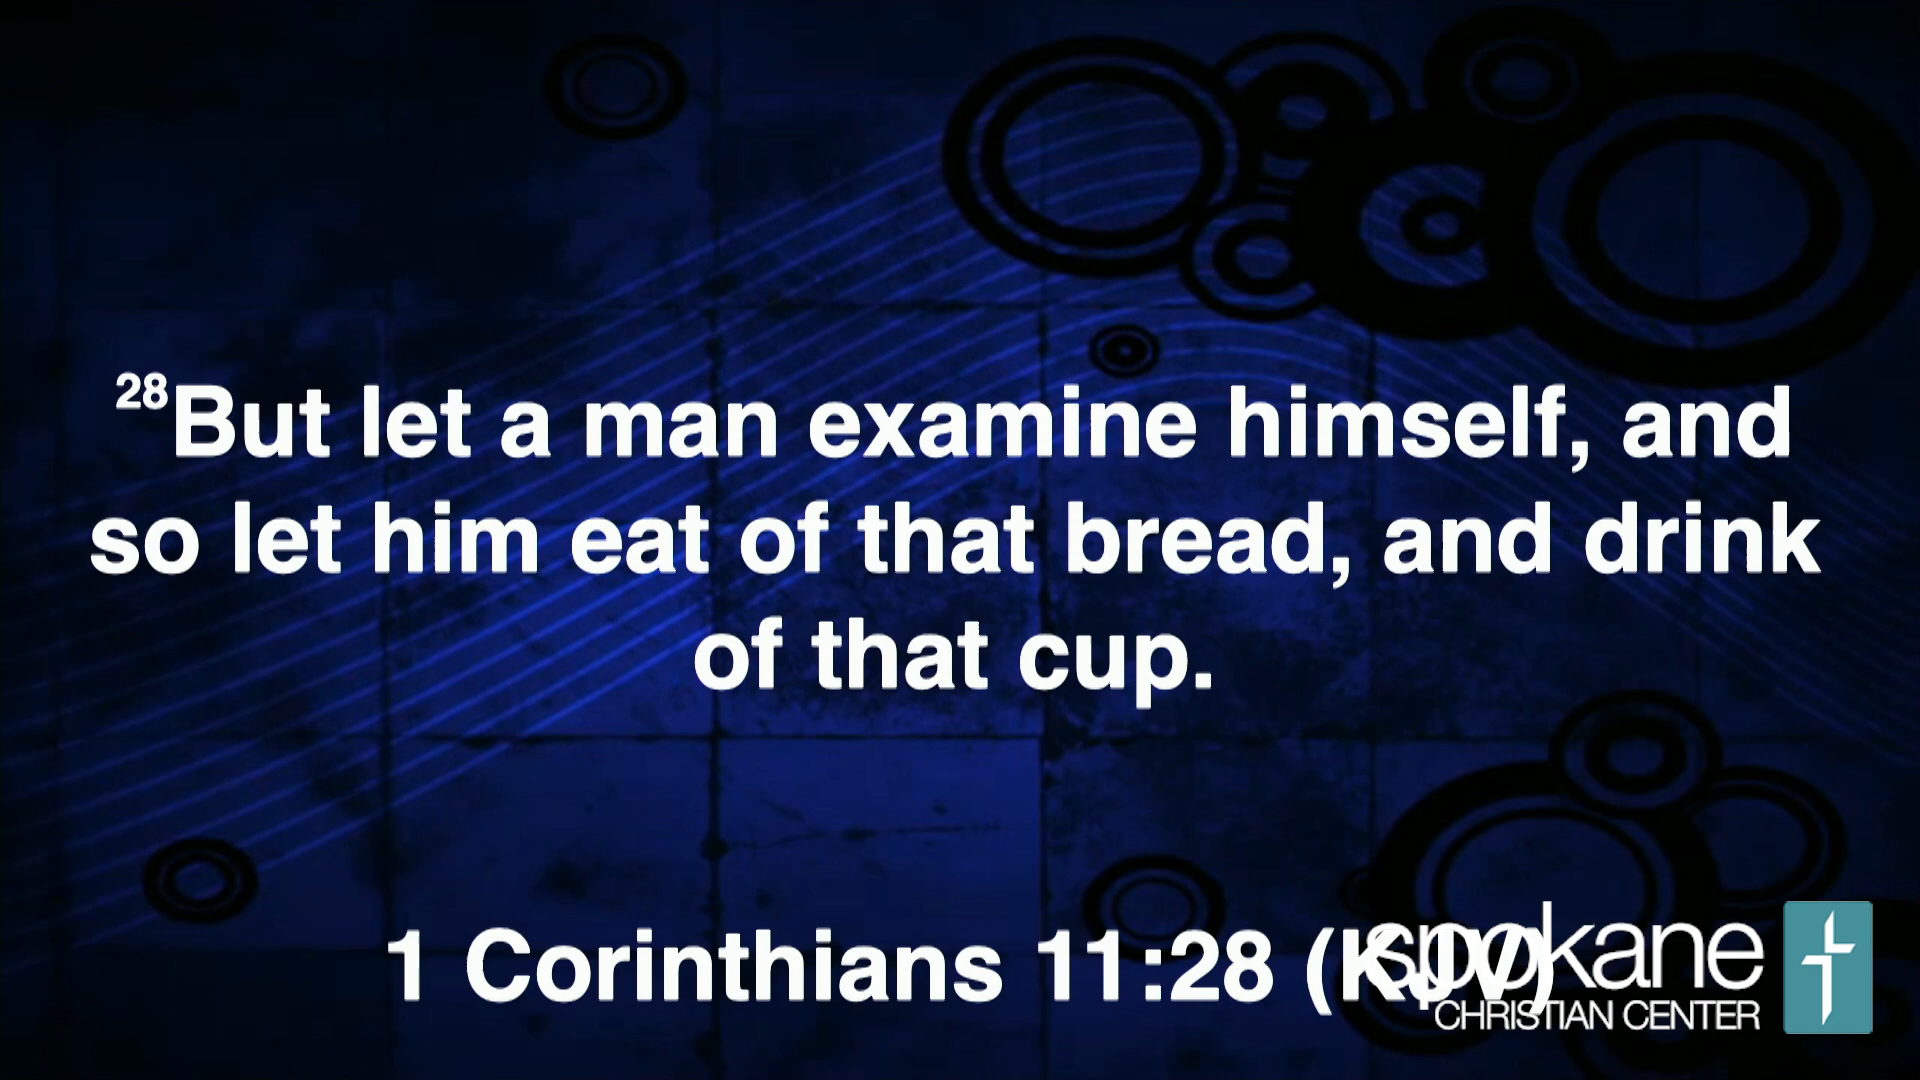 28But let a man examine himself, and
so let him eat of that bread, and drink
of that cup.
1 Corinthians 11:28 (KJV)
spokane
CHRISTIAN CENTER